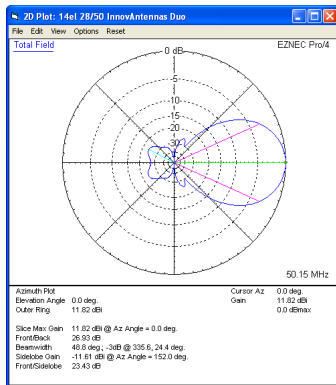 2D Plot: 14el 28/50 InnovAntennas Duo
File Edit View Options Reset
Total Field
EZNEC Pro/4
0 dB
-5
-10
-15
-20
-30
50.15 MHz
Azimuth Plot
Elevation Angle 0.0 deg.
Outer Ring 11.82 dBi
Cursor Az 0.0 deg.
Gain 11.82 dBi
0.0 dBmax
Slice Max Gain 11.82 dBi @ Az Angle = 0.0 deg.
Front/Back 26.93 dB
Beamwidth 48.8 deg.; -3dB @ 335.6, 24.4 deg.
Sidelobe Gain -11.61 dBi @ Az Angle = 152.0 deg.
Front/Sidelobe 23.43 dB